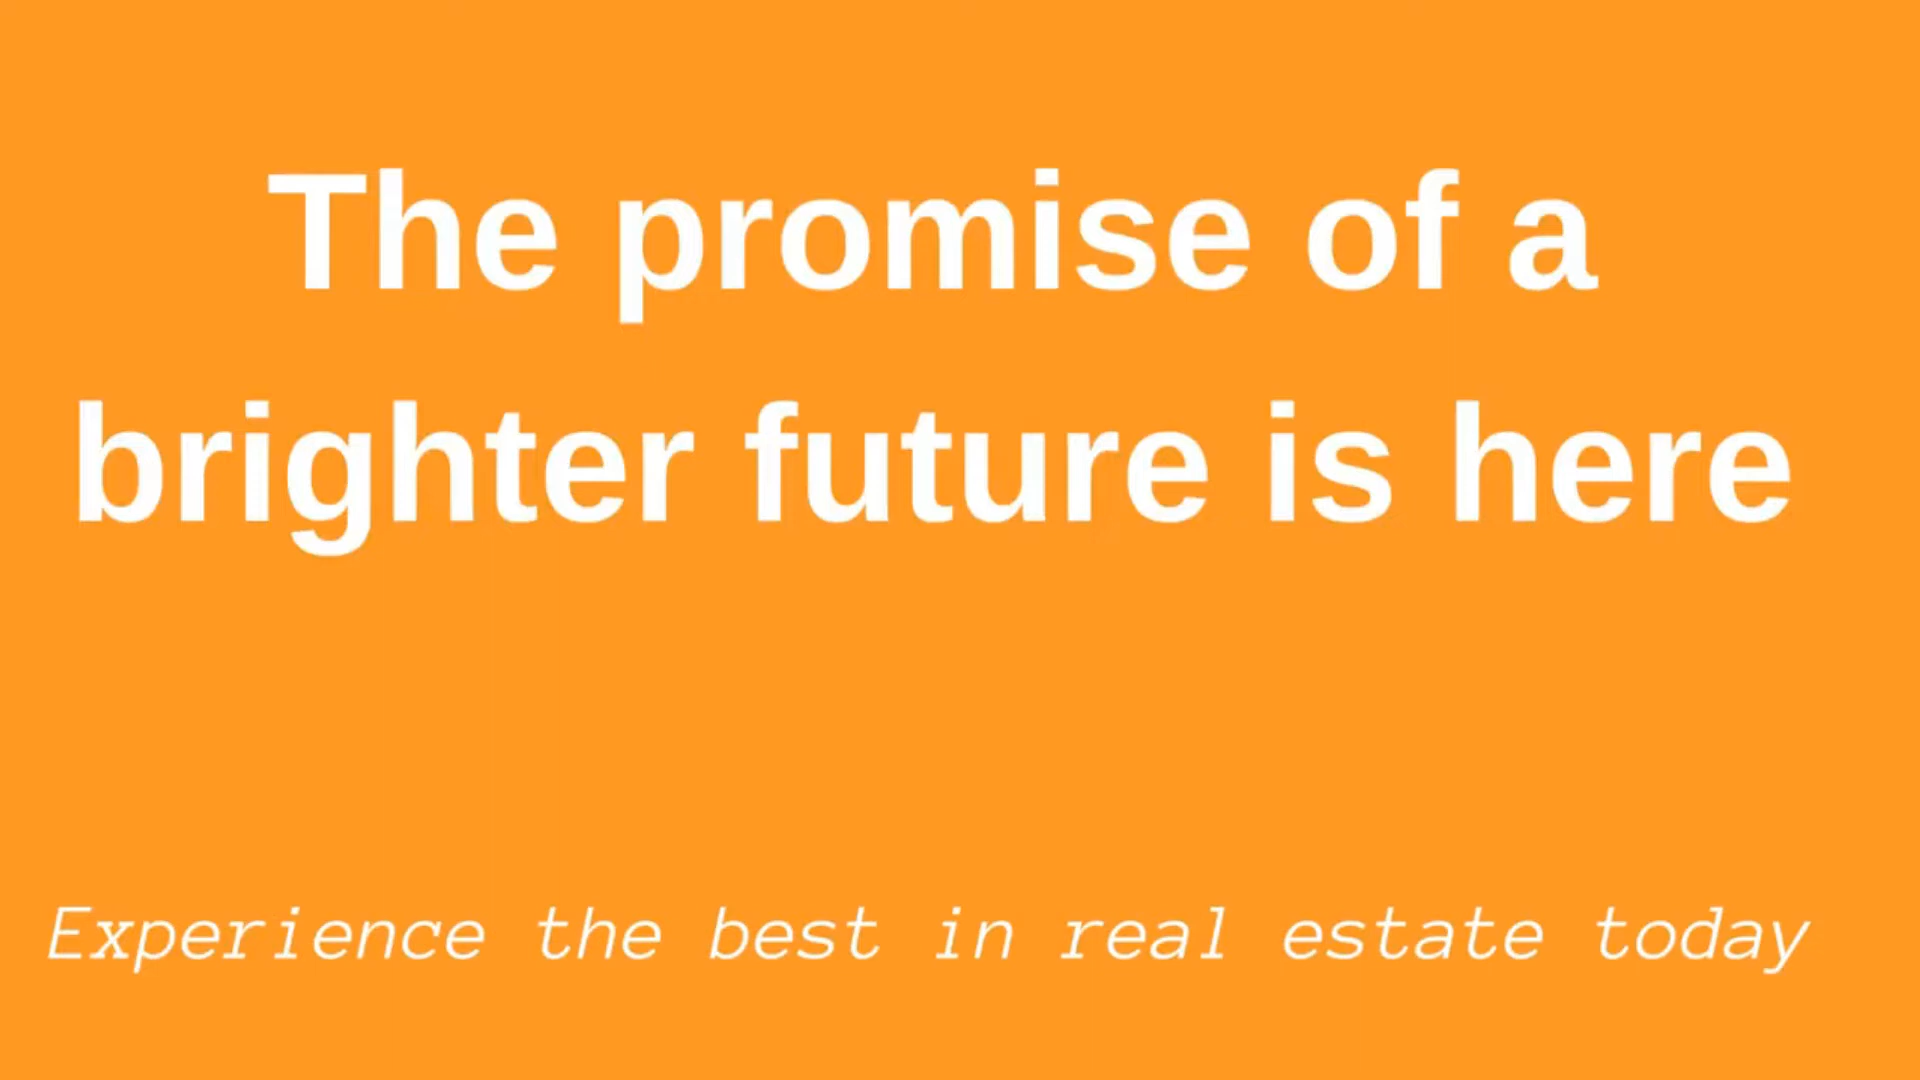 The promise of a
brighter future is here
Experience the best in real estate today